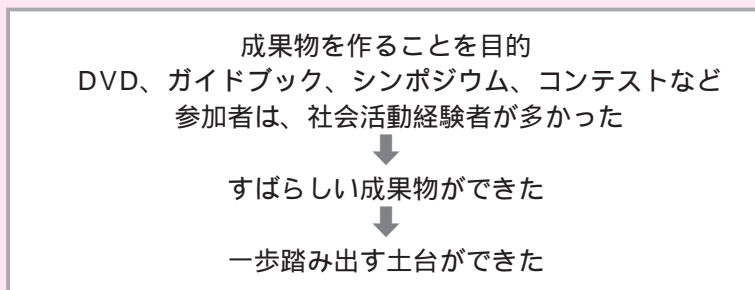 成果物を作ることを目的
DVD、ガイドブック、シンポジウム、コンテストなど
参加者は、社会活動経験者が多かった
すばらしい成果物ができた
一歩踏み出す土台ができた